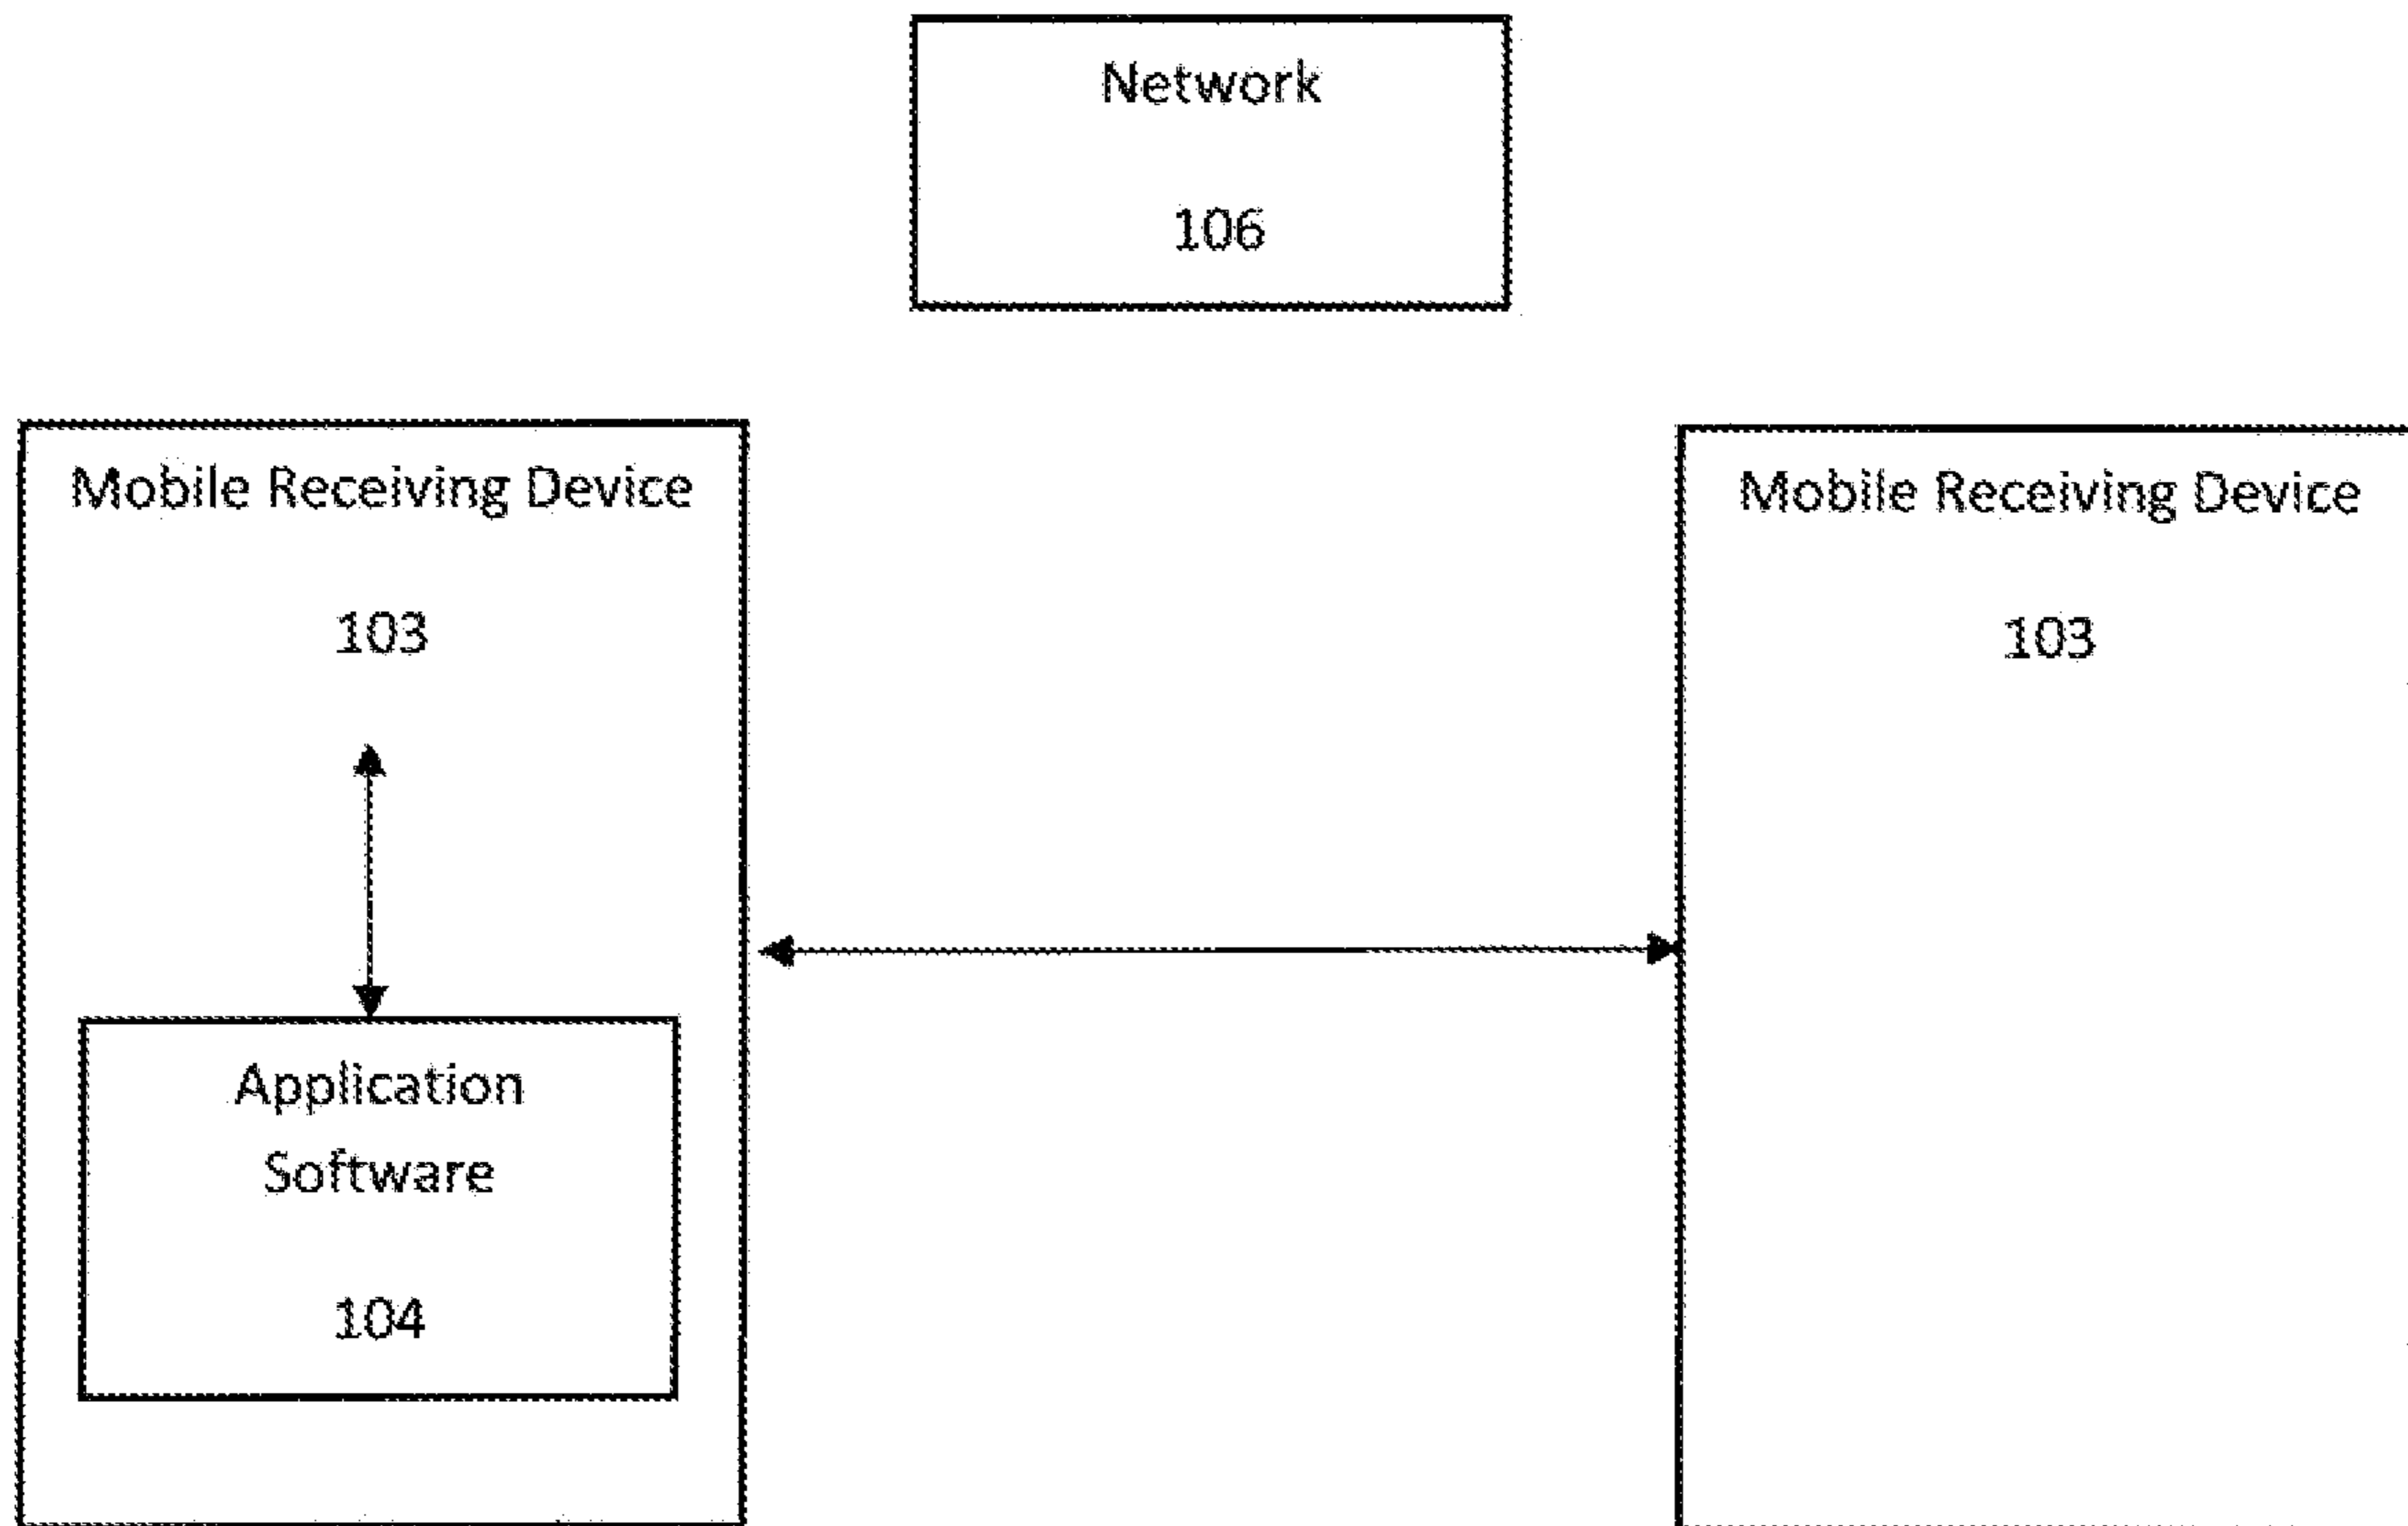 Network
106
Mobile Receiving Device
103
Application
Software
104
Mobile Receiving Device
103